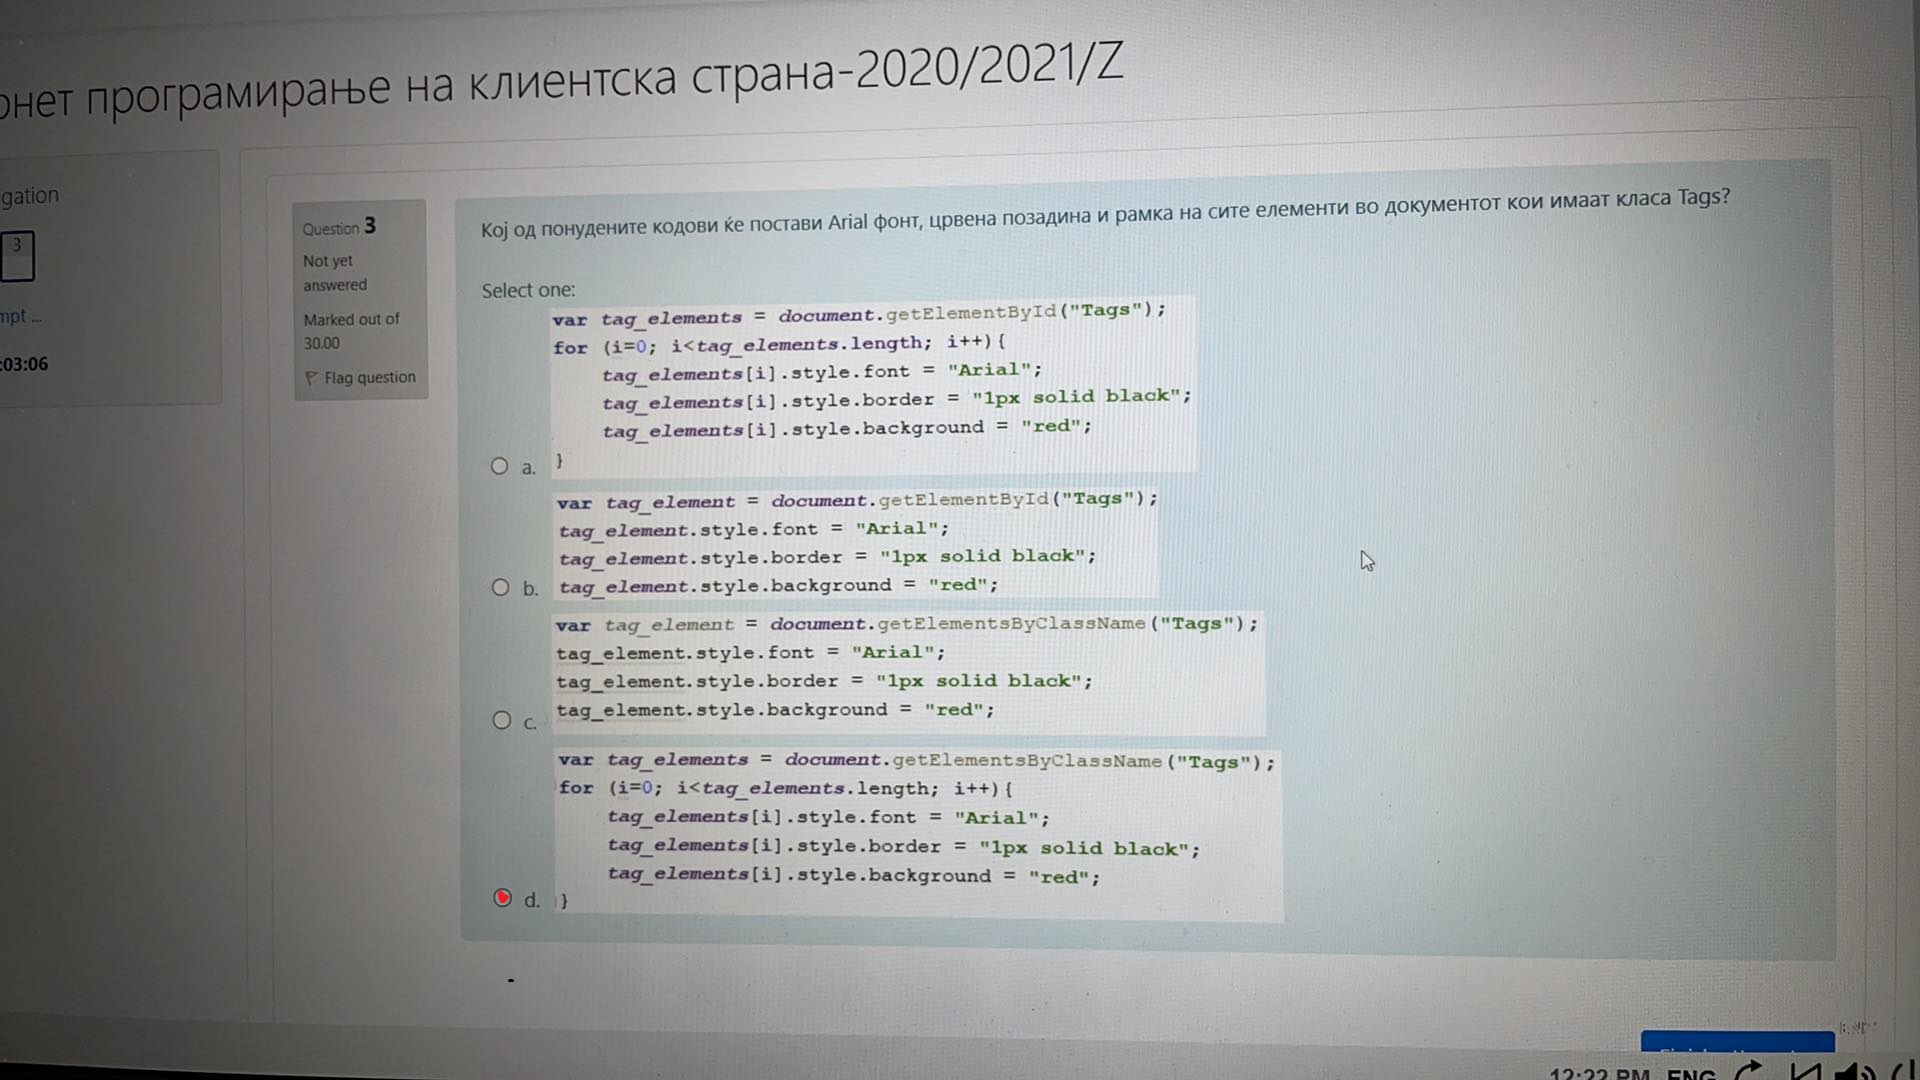 програмирање на клиентска страна-2020/2021/Z
gation
3
03:06
Question 3
Not yet
answered
Marked out of
30.00
Flag question
Кој од понудените кодови ќе постави Arial фонт, црвена позадина и рамка на сите елементи во документот кои имаат класа Tags?
Select one:
a.
var tag_elements = document.getElementById("Tags");
for (i=0; i<tag_elements.length; i++){
tag_elements[i].style.font = "Arial";
tag_elements[i].style.border = "1px solid black";
tag_elements[i].style.background = "red";
}
b.
var tag_element = document.getElementById("Tags");
tag_element.style.font = "Arial";
tag_element.style.border = "1px solid black";
tag_element.style.background = "red";
c.
var tag_element = document.getElementsByClassName("Tags");
tag_element.style.font = "Arial";
tag_element.style.border = "1px solid black";
tag_element.style.background = "red";
d.
var tag_elements = document.getElementsByClassName("Tags");
for (i=0; i<tag_elements.length; i++){
tag_elements[i].style.font = "Arial";
tag_elements[i].style.border = "1px solid black";
tag_elements[i].style.background = "red";
}
12:22 PM ENG